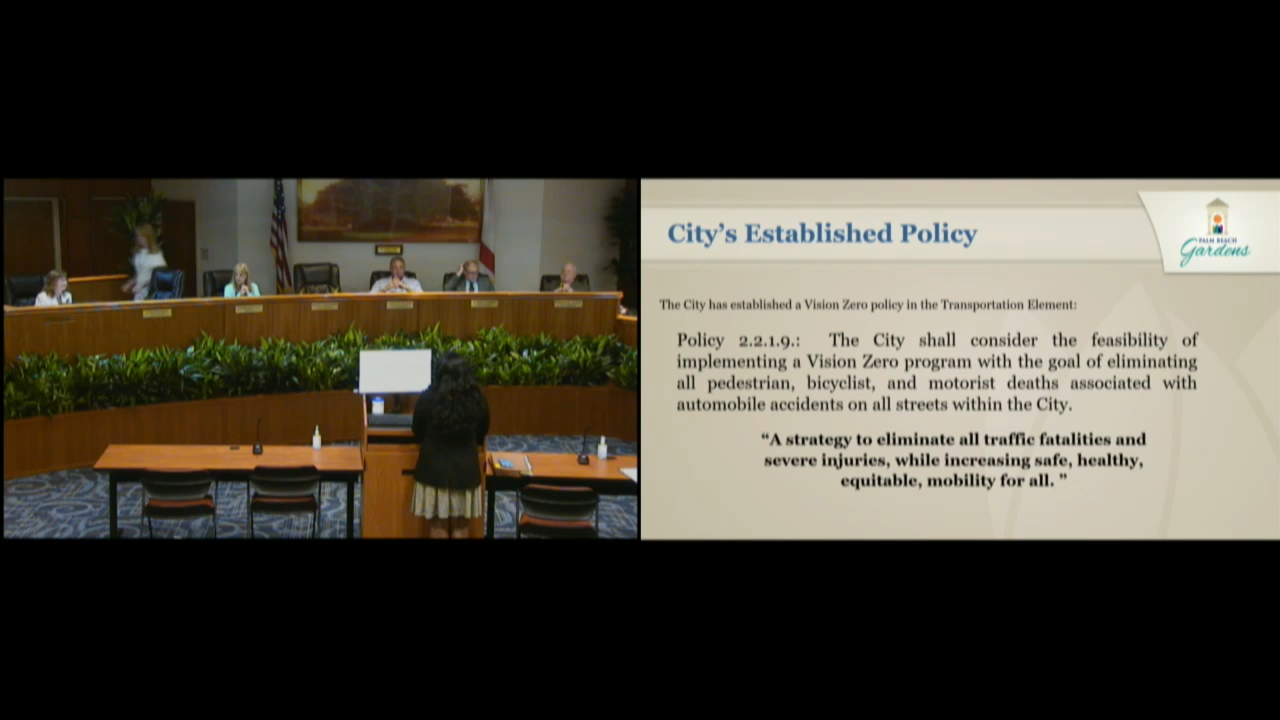 City's Established Policy
PALM BEACH
Gardens
The City has established a Vision Zero policy in the Transportation Element:
Policy 2.2.1.9.: The City shall consider the feasibility of
implementing a Vision Zero program with the goal of eliminating
all pedestrian, bicyclist, and motorist deaths associated with
automobile accidents on all streets within the City.
“A strategy to eliminate all traffic fatalities and
severe injuries, while increasing safe, healthy,
equitable, mobility for all. ”